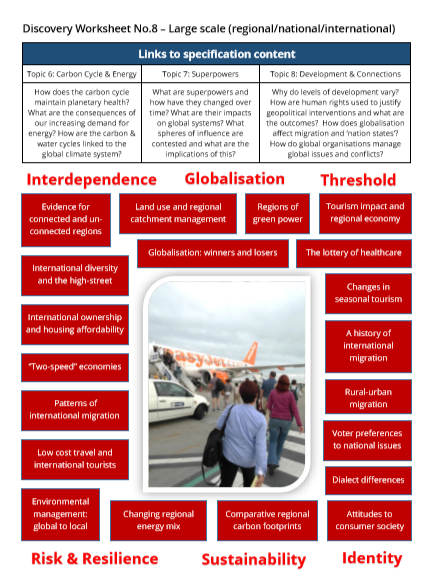 Discovery Worksheet No.8 – Large scale (regional/national/international)
Links to specification content
Topic 6: Carbon Cycle & Energy
Topic 7: Superpowers
Topic 8: Development & Connections
How does the carbon cycle
maintain planetary health?
What are the consequences of
our increasing demand for
energy? How are the carbon &
water cycles linked to the
global climate system?
What are superpowers and
how have they changed over
time? What are their impacts
on global systems? What
spheres of influence are
contested and what are the
implications of this?
Why do levels of development vary?
How are human rights used to justify
geopolitical interventions and what are
the outcomes? How does globalisation
affect migration and 'nation states'?
How do global organisations manage
global issues and conflicts?
Interdependence
Globalisation
Threshold
Evidence for
connected and un-
connected regions
Land use and regional
catchment management
Regions of
green power
Tourism impact and
regional economy
Globalisation: winners and losers
The lottery of healthcare
International diversity
and the high-street
Changes in
seasonal tourism
International ownership
and housing affordability
A history of
international
migration
"Two-speed" economies
Rural-urban
migration
Patterns of
international migration
Voter preferences
to national issues
Low cost travel and
international tourists
Dialect differences
easyJet
Environmental
management:
global to local
Changing regional
energy mix
Comparative regional
carbon footprints
Attitudes to
consumer society
Risk & Resilience
Sustainability
Identity